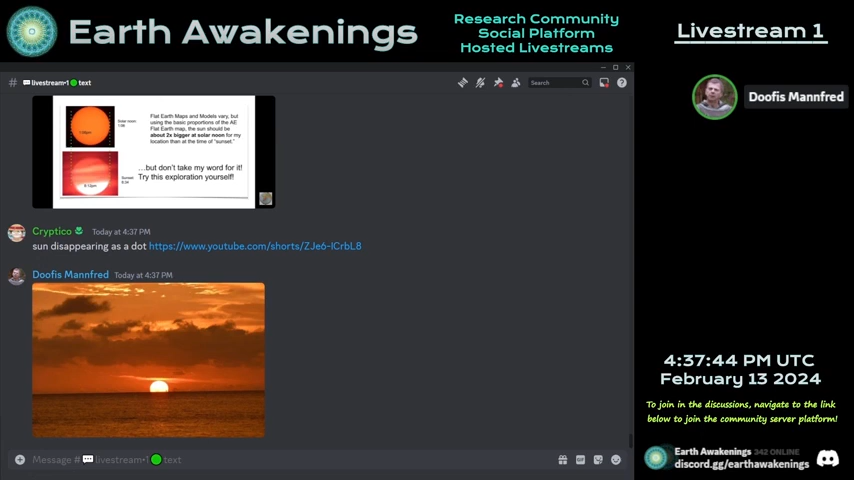 Earth Awakenings
Research Community
Social Platform
Hosted Livestreams
Livestream 1
# livestream•1 text
Search
Doofis Mannfred
Solar noon
Flat Earth Maps and Models vary, but
using the basic proportions of the AE
Flat Earth map, the sun should be
about 2x bigger at solar noon for my
location than at the time of "sunset."
Sunset
...but don't take my word for it!
Try this exploration yourself!
Cryptico Today at 4:37 PM
sun disappearing as a dot https://www.youtube.com/shorts/ZJe6-lCrbL8
Doofis Mannfred Today at 4:37 PM
4:37:44 PM UTC
February 13 2024
To join in the discussions, navigate to the link
below to join the community server platform!
Message # livestream•1 text
Earth Awakenings 342 ONLINE
discord.gg/earthawakenings